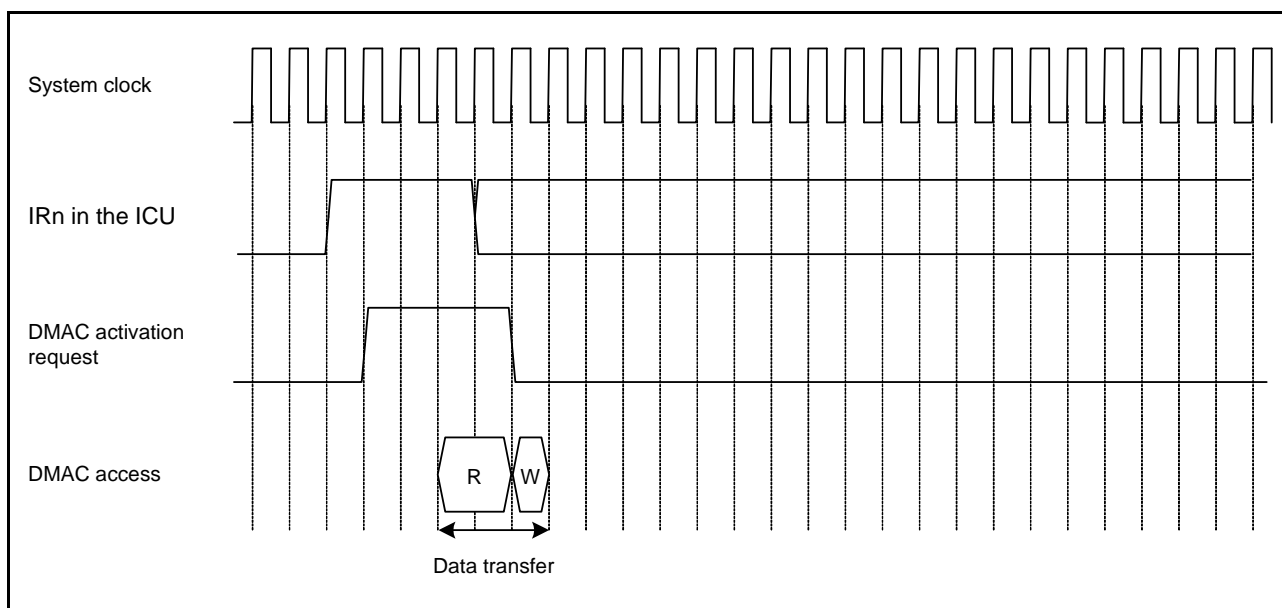 System clock
IRn in the ICU
DMAC activation
request
DMAC access
R
W
Data transfer